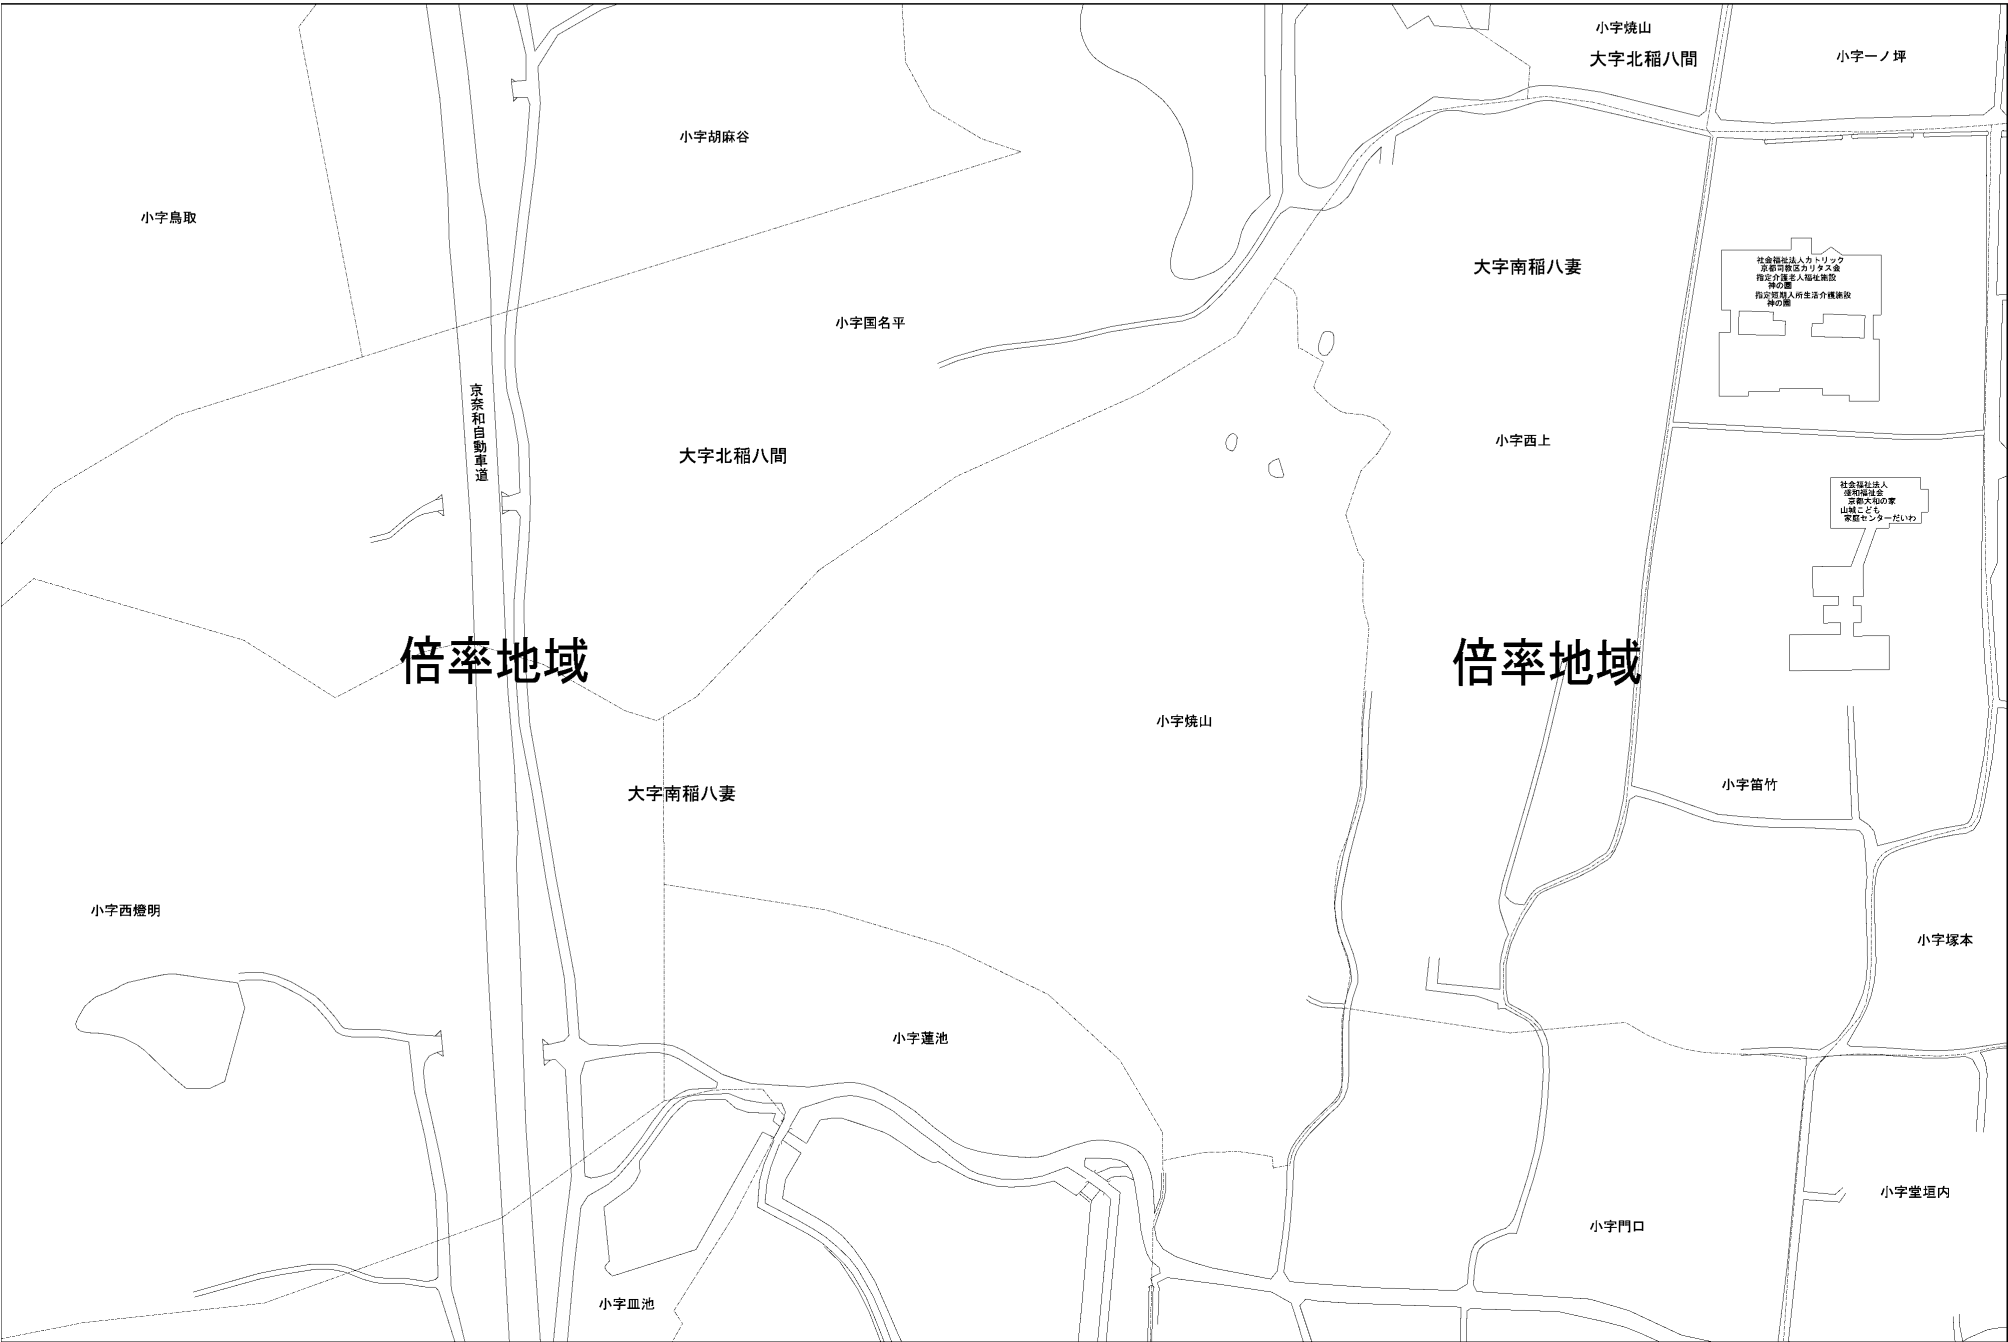 小字焼山
大字北稲八間
小字一ノ坪
小字胡麻谷
小字鳥取
大字南稲八妻
社会福祉法人カトリック
京都司教区カリタス会
指定介護老人福祉施設
神の園
指定短期入所生活介護施設
神の園
小字国名平
京奈和自動車道
大字北稲八間
小字西上
社会福祉法人
盛和福祉会
京都大和の家
山城こども
家庭センターだいわ
倍率地域
倍率地域
小字焼山
大字南稲八妻
小字笛竹
小字西燈明
小字塚本
小字蓮池
小字堂垣内
小字門口
小字皿池